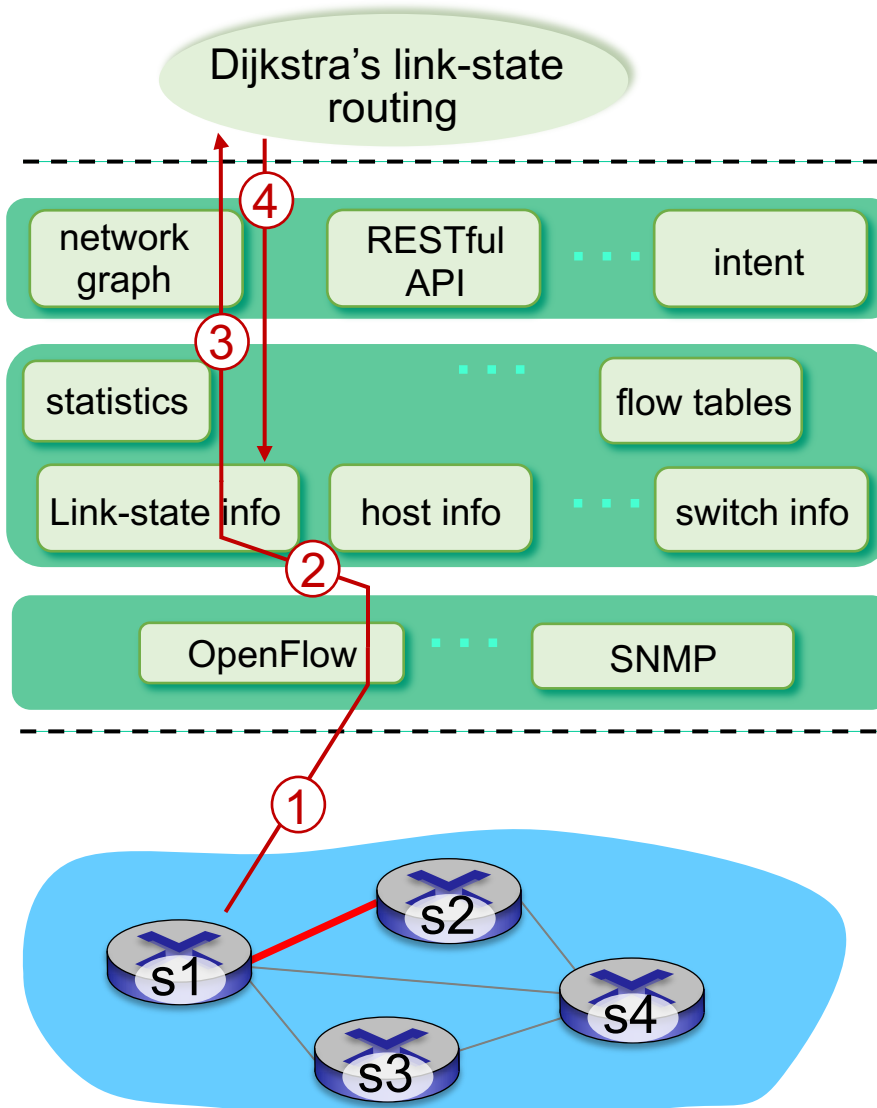 Dijkstra’s link-state
routing
4
network
graph
RESTful
API
. . .
intent
3
statistics
. . .
flow tables
Link-state info
host info
. . .
switch info
2
OpenFlow
. . .
SNMP
1
s2
s1
s4
s3